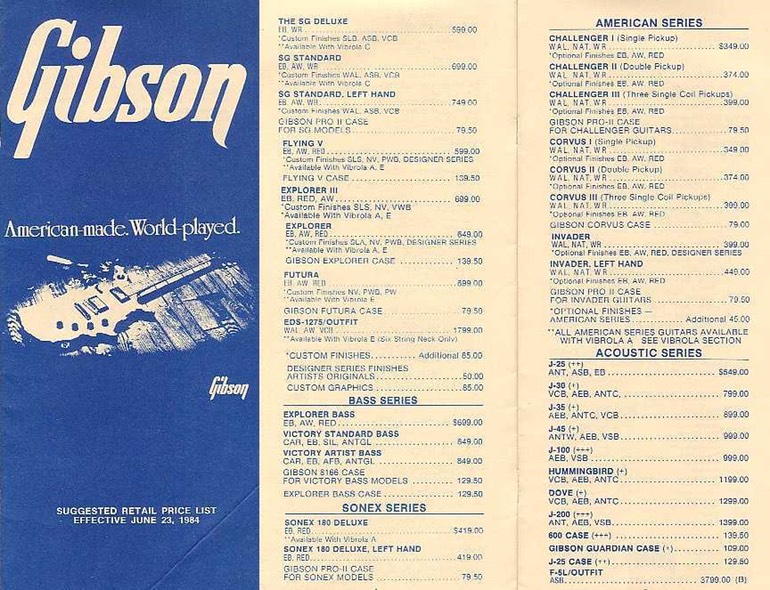 Gibson
American-made. World-played.
Gibson
SUGGESTED RETAIL PRICE LIST
EFFECTIVE JUNE 23, 1984
THE SG DELUXE
EB, WR 599.00
*Custom Finishes SLB, ASB, VCB
**Available With Vibrola C
SG STANDARD
EB, AW, WR 699.00
*Custom Finishes WAL, ASB, VCB
**Available With Vibrola C
SG STANDARD, LEFT HAND
EB, AW, WR 749.00
*Custom Finishes WAL, ASB, VCB
GIBSON PRO II CASE
FOR SG MODELS 79.50
FLYING V
EB, AW, RED 599.00
*Custom Finishes SLS, NV, PWB, DESIGNER SERIES
**Available With Vibrola A, E
FLYING V CASE 139.50
EXPLORER III
EB, RED, AW 699.00
*Custom Finishes SLS, NV, VWB
*Available With Vibrola A, E
EXPLORER
EB, AW, RED 649.00
*Custom Finishes SLA, NV, PWB, DESIGNER SERIES
**Available With Vibrola A, E
GIBSON EXPLORER CASE 139.50
FUTURA
EB, AW, RED 699.00
*Custom Finishes NV, PWB, PW
**Available With Vibrola E
GIBSON FUTURA CASE 79.50
EDS-1275/OUTFIT
WAL, AW, VCB 1799.00
**Available With Vibrola E (Six String Neck Only)
*CUSTOM FINISHES Additional 85.00
DESIGNER SERIES FINISHES
ARTISTS ORIGINALS 50.00
CUSTOM GRAPHICS 85.00
BASS SERIES
EXPLORER BASS
EB, AW, RED $699.00
VICTORY STANDARD BASS
CAR, EB, SIL, ANTGL 649.00
VICTORY ARTIST BASS
CAR, EB, AFB, ANTGL 849.00
GIBSON 8166 CASE
FOR VICTORY BASS MODELS 129.50
EXPLORER BASS CASE 129.50
SONEX SERIES
SONEX 180 DELUXE
EB, RED $419.00
**Available With Vibrola A
SONEX 180 DELUXE, LEFT HAND
EB, RED 419.00
GIBSON PRO-II CASE
FOR SONEX MODELS 79.50
AMERICAN SERIES
CHALLENGER I (Single Pickup)
WAL, NAT, WR $349.00
*Optional Finishes EB, AW, RED
CHALLENGER II (Double Pickup)
WAL, NAT, WR 374.00
*Optional Finishes EB, AW, RED
CHALLENGER III (Three Single Coil Pickups)
WAL, NAT, WR 399.00
*Optional Finishes EB, AW, RED
GIBSON PRO-II CASE
FOR CHALLENGER GUITARS 79.50
CORVUS I (Single Pickup)
WAL, NAT, WR 349.00
*Optional Finishes EB, AW, RED
CORVUS II (Double Pickup)
WAL, NAT, WR 374.00
*Optional Finishes EB, AW, RED
CORVUS III (Three Single Coil Pickups)
WAL, NAT, WR 399.00
*Optional Finishes EB, AW, RED
GIBSON CORVUS CASE 79.00
INVADER
WAL, NAT, WR 399.00
*Optional Finishes EB, AW, RED, DESIGNER SERIES
INVADER, LEFT HAND
WAL, NAT, WR 449.00
*Optional Finishes EB, AW, RED
GIBSON PRO II CASE
FOR INVADER GUITARS 79.50
*OPTIONAL FINISHES —
AMERICAN SERIES Additional 45.00
**ALL AMERICAN SERIES GUITARS AVAILABLE
WITH VIBROLA A SEE VIBROLA SECTION
ACOUSTIC SERIES
J-25 (++)
ANT, ASB, EB $549.00
J-30 (+)
VCB, AEB, ANTC, 799.00
J-35 (+)
AEB, ANTC, VCB 899.00
J-45 (+)
ANTW, AEB, VSB 999.00
J-100 (+++)
AEB, VSB 999.00
HUMMINGBIRD (+)
VCB, AEB, ANTC 1199.00
DOVE (+)
VCB, AEB, ANTC 1299.00
J-200 (+++)
ANT, AEB, VSB 1399.00
600 CASE (+++) 139.50
GIBSON GUARDIAN CASE (+) 109.00
J-25 CASE (++) 129.50
F-5L/OUTFIT
ASB 3799.00 (B)